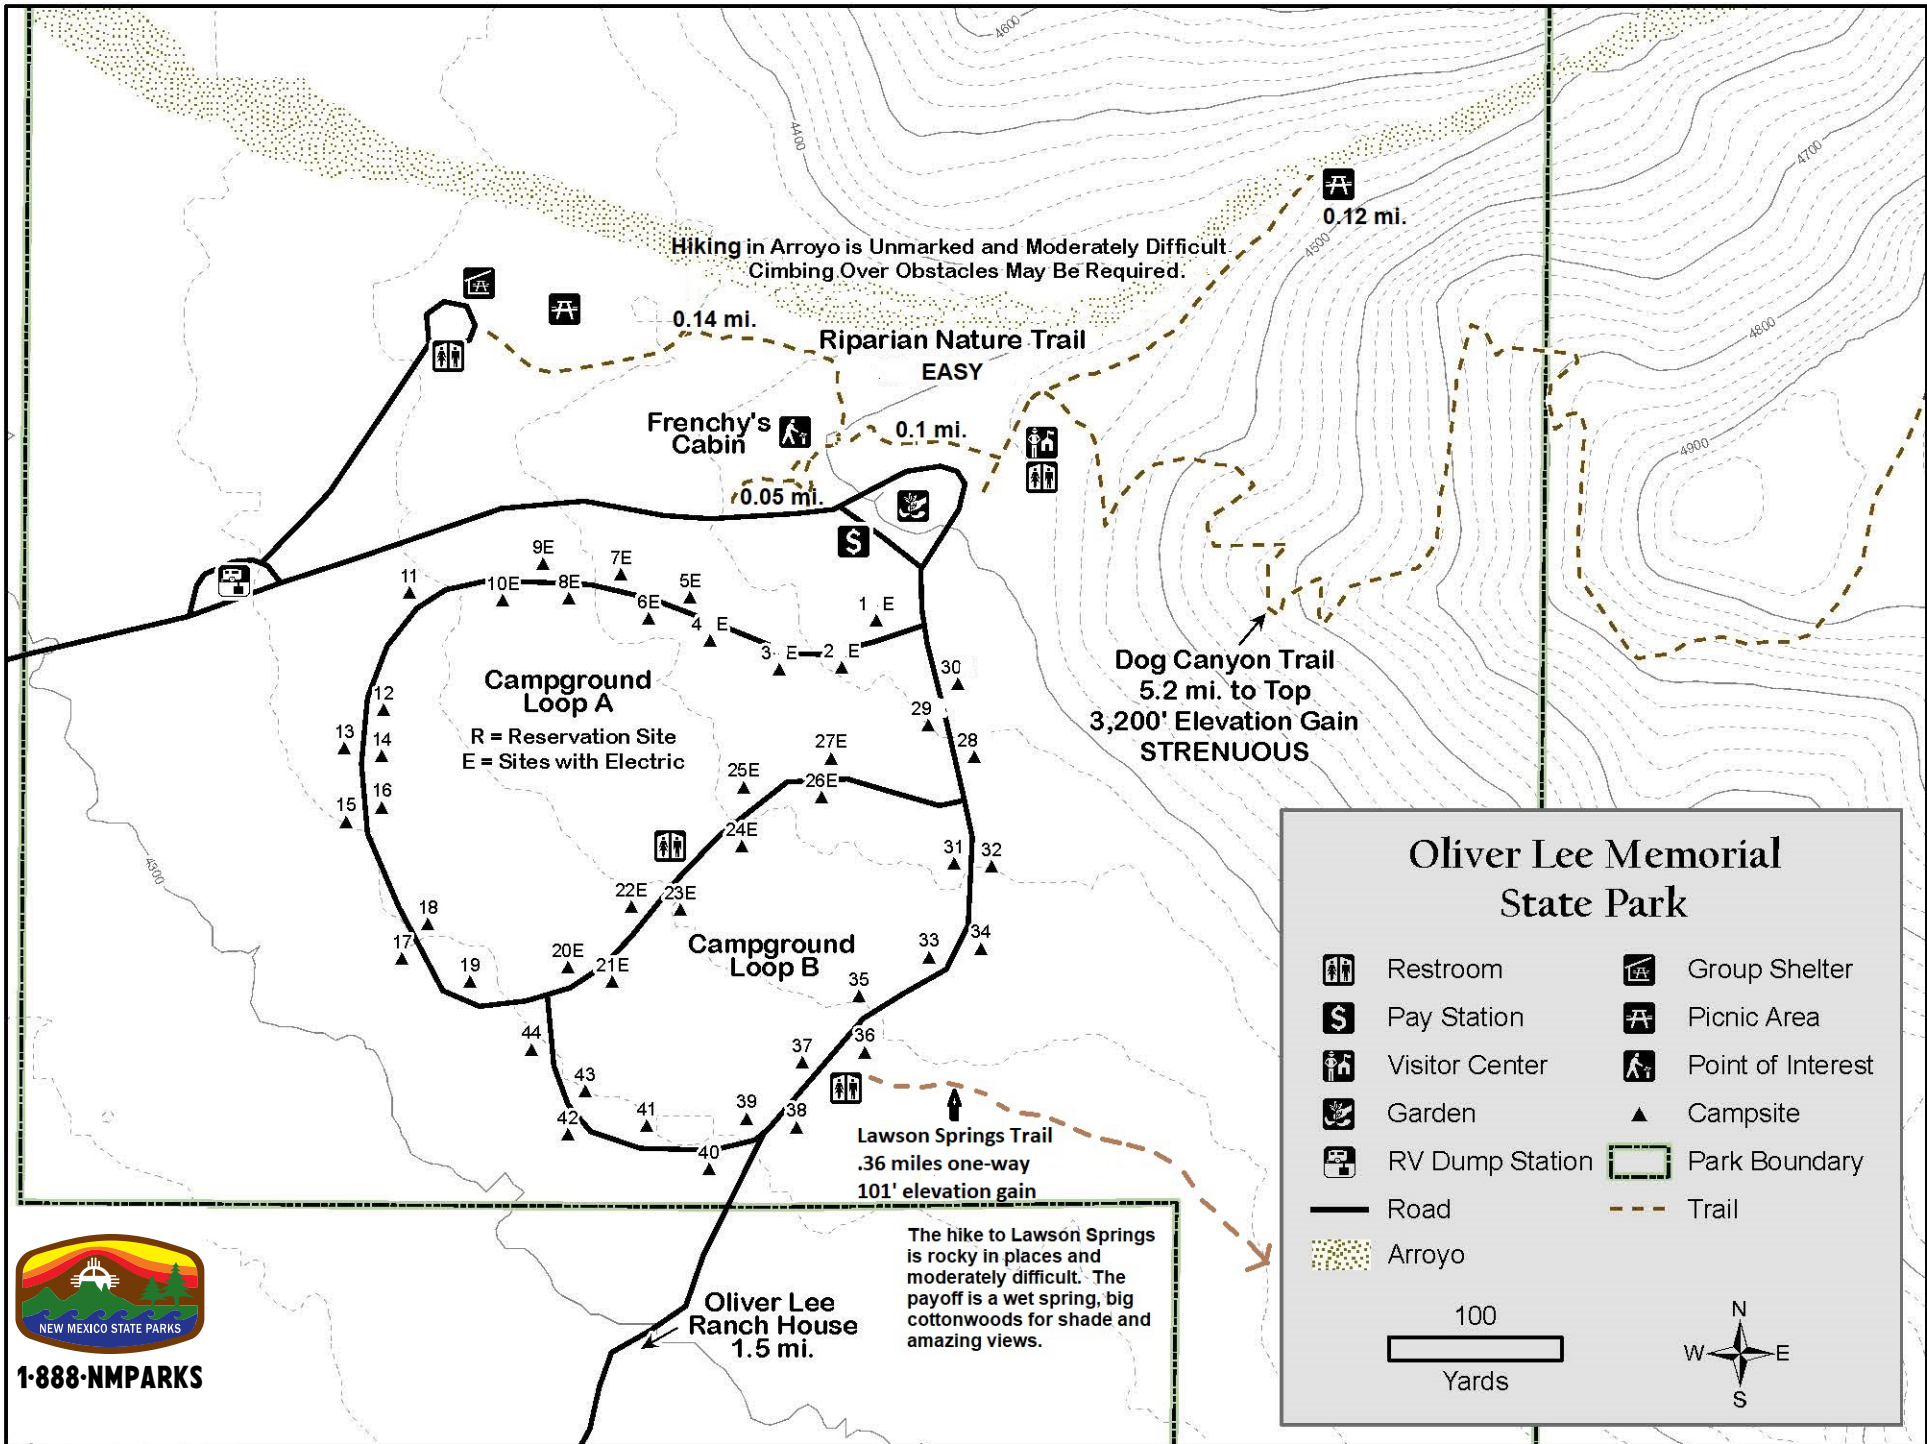 4600
4400
4700
0.12 mi.
4500
Hiking in Arroyo is Unmarked and Moderately Difficult.
Cimbing Over Obstacles May Be Required.
0.14 mi.
Riparian Nature Trail
EASY
4800
Frenchy's
Cabin
0.1 mi.
4900
0.05 mi.
$
9E
7E
11
10E
8E
5E
6E
4 E
1 E
3 E
2 E
30
Dog Canyon Trail
5.2 mi. to Top
3,200' Elevation Gain
STRENUOUS
Campground
Loop A
R = Reservation Site
E = Sites with Electric
12
13
14
29
28
27E
25E
26E
16
15
24E
4300
31
32
22E
23E
18
17
19
20E
21E
Campground
Loop B
33
34
35
36
37
44
43
42
41
39
38
40
Lawson Springs Trail
.36 miles one-way
101' elevation gain
The hike to Lawson Springs
is rocky in places and
moderately difficult. The
payoff is a wet spring, big
cottonwoods for shade and
amazing views.
Oliver Lee
Ranch House
1.5 mi.
NEW MEXICO STATE PARKS
1·888·NMPARKS
Oliver Lee Memorial
State Park
Restroom
Group Shelter
$ Pay Station
Picnic Area
Visitor Center
Point of Interest
Garden
Campsite
RV Dump Station
Park Boundary
Road
Trail
Arroyo
100
Yards
N
W E
S